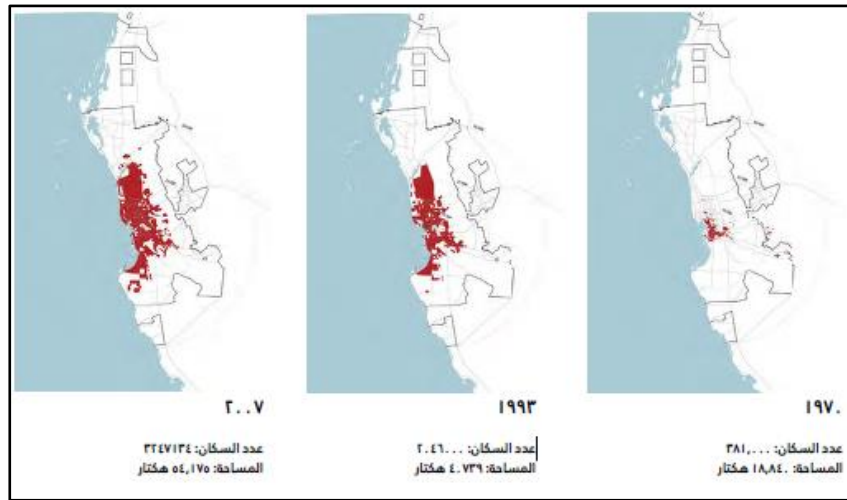 ١٩٧٠
عدد السكان: ٣٨١,٠٠٠
المساحة: ١٨,٨٤٠ هكتار
١٩٩٣
عدد السكان: ٢٠٤٦٠٠٠
المساحة: ٤٠٧٣٩ هكتار
٢٠٠٧
عدد السكان: ٣٢٤٧١٣٤
المساحة: ٥٤,١٧٥ هكتار